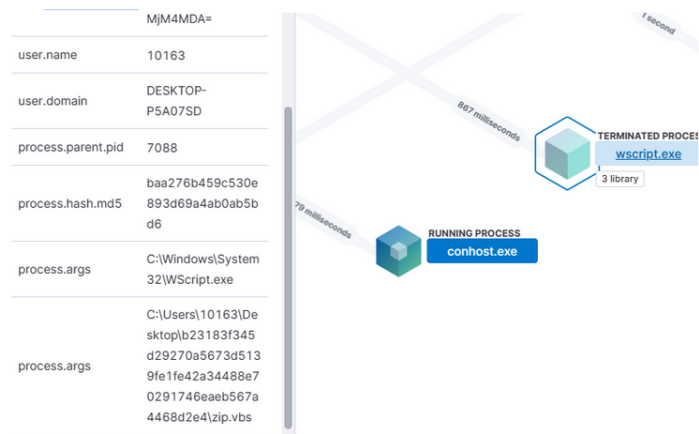 MjM4MDA=
user.name 10163
user.domain DESKTOP-
P5A07SD
process.parent.pid 7088
process.hash.md5 baa276b459c530e
893d69a4ab0ab5b
d6
process.args C:\Windows\System
32\WScript.exe
process.args C:\Users\10163\De
sktop\b23183f345
d29270a5673d513
9fe1fe42a34488e7
0291746eaeb567a
4468d2e4\zip.vbs
1 second
867 milliseconds
TERMINATED PROCES
wscript.exe
3 library
79 milliseconds
RUNNING PROCESS
conhost.exe